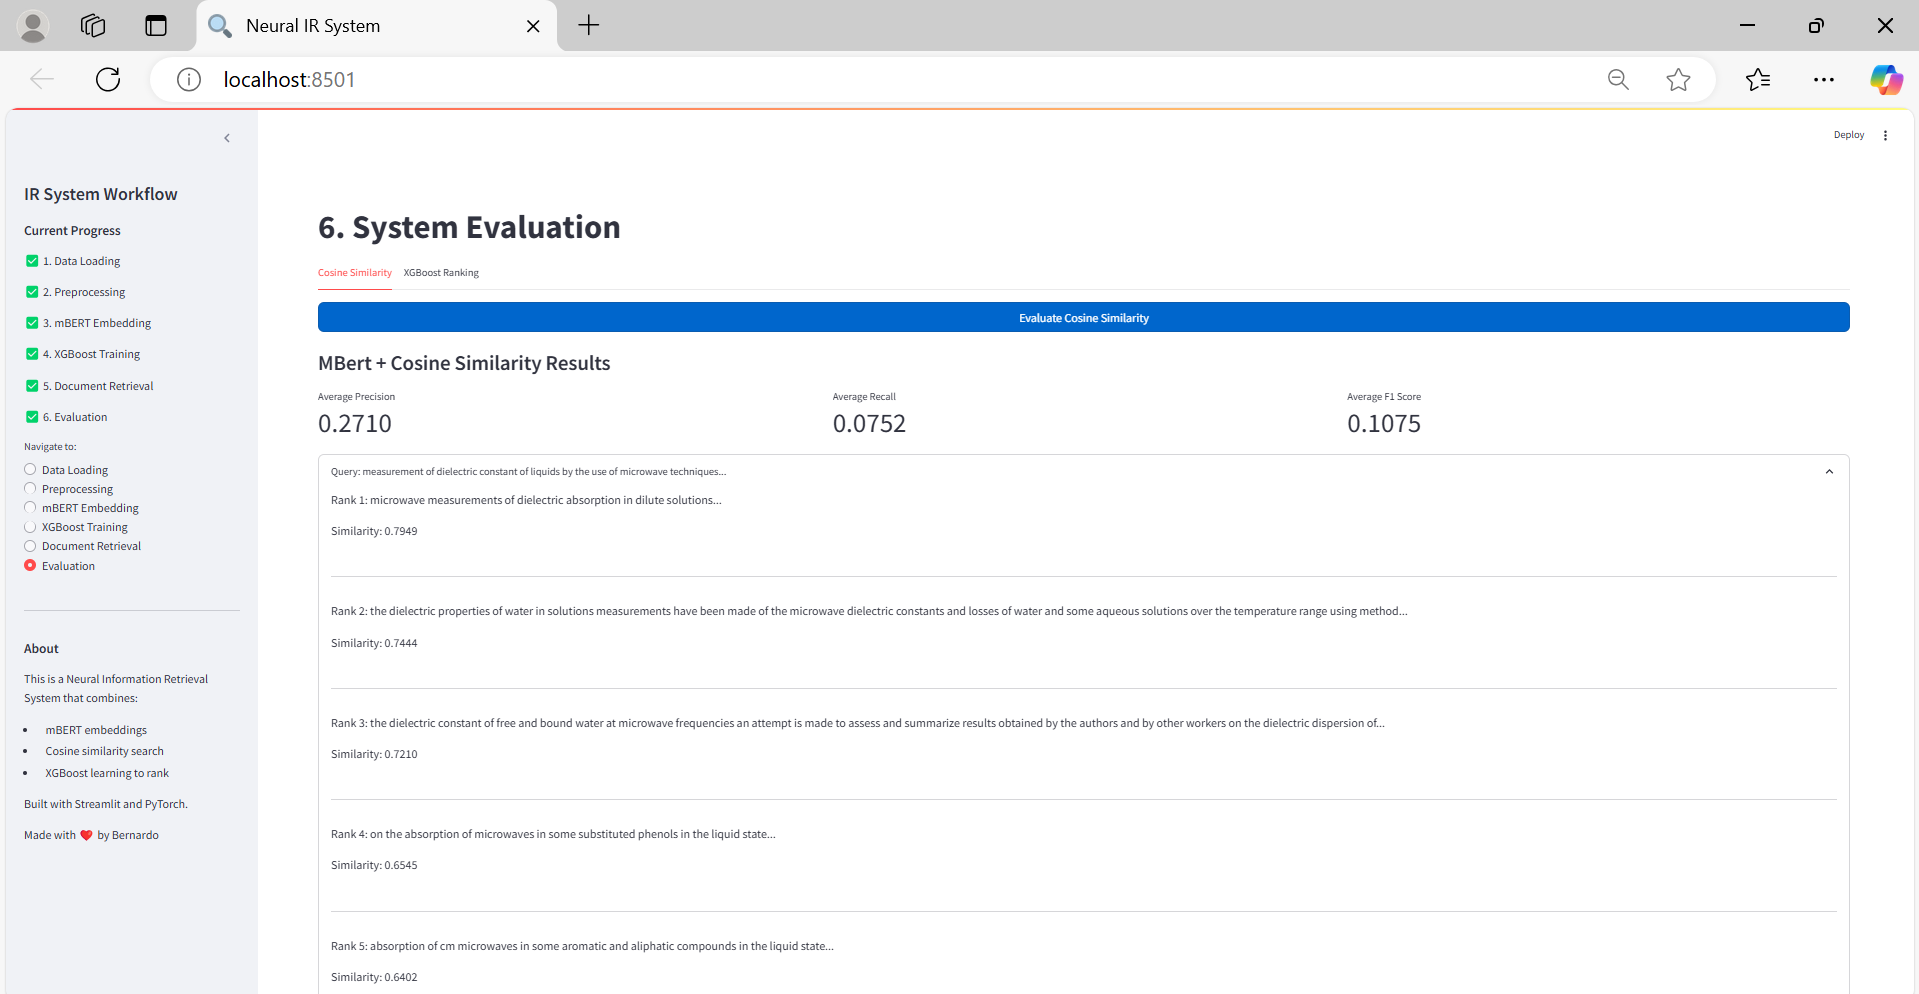 Neural IR System
localhost:8501
Deploy
IR System Workflow
Current Progress
1. Data Loading
2. Preprocessing
3. mBERT Embedding
4. XGBoost Training
5. Document Retrieval
6. Evaluation
Navigate to:
Data Loading
Preprocessing
mBERT Embedding
XGBoost Training
Document Retrieval
Evaluation
About
This is a Neural Information Retrieval
System that combines:
• mBERT embeddings
• Cosine similarity search
• XGBoost learning to rank
Built with Streamlit and PyTorch.
Made with ❤️ by Bernardo
6. System Evaluation
Cosine Similarity XGBoost Ranking
Evaluate Cosine Similarity
MBert + Cosine Similarity Results
Average Precision Average Recall Average F1 Score
0.2710 0.0752 0.1075
Query: measurement of dielectric constant of liquids by the use of microwave techniques...
Rank 1: microwave measurements of dielectric absorption in dilute solutions...
Similarity: 0.7949
Rank 2: the dielectric properties of water in solutions measurements have been made of the microwave dielectric constants and losses of water and some aqueous solutions over the temperature range using method...
Similarity: 0.7444
Rank 3: the dielectric constant of free and bound water at microwave frequencies an attempt is made to assess and summarize results obtained by the authors and by other workers on the dielectric dispersion of...
Similarity: 0.7210
Rank 4: on the absorption of microwaves in some substituted phenols in the liquid state...
Similarity: 0.6545
Rank 5: absorption of cm microwaves in some aromatic and aliphatic compounds in the liquid state...
Similarity: 0.6402